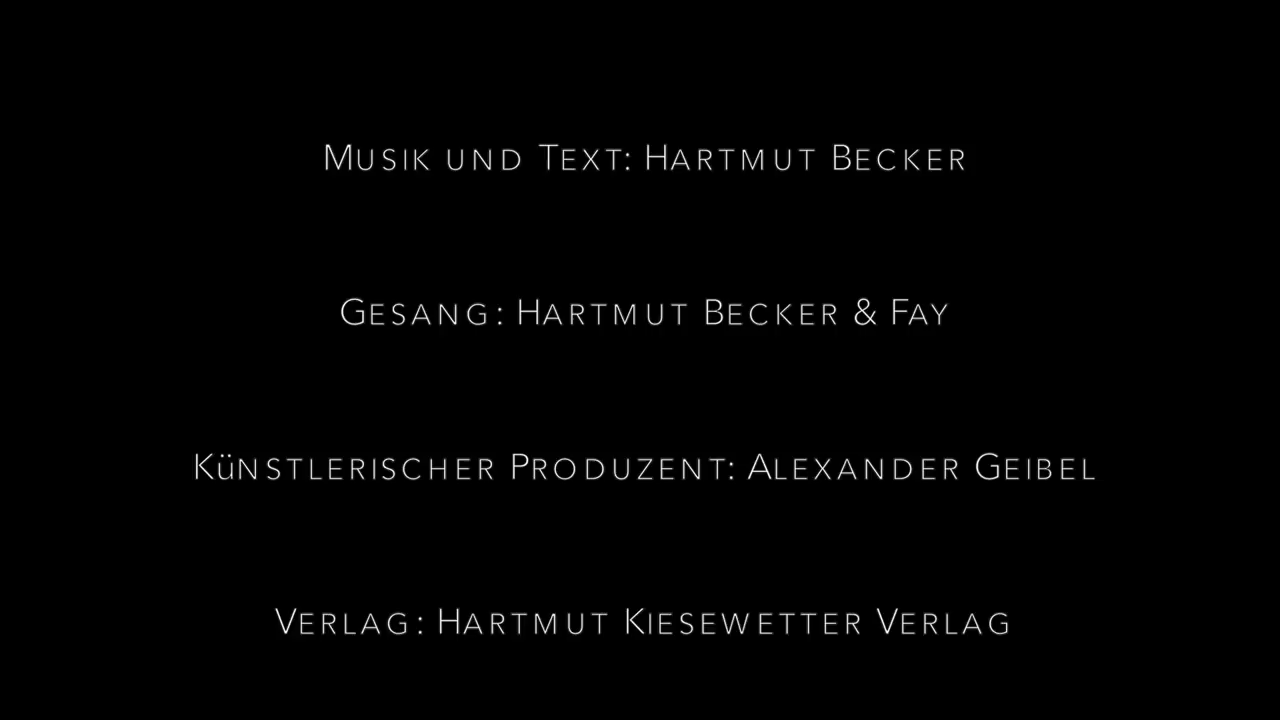 Musik und Text: Hartmut Becker
Gesang: Hartmut Becker & Fay
Künstlerischer Produzent: Alexander Geibel
Verlag: Hartmut Kiesewetter Verlag